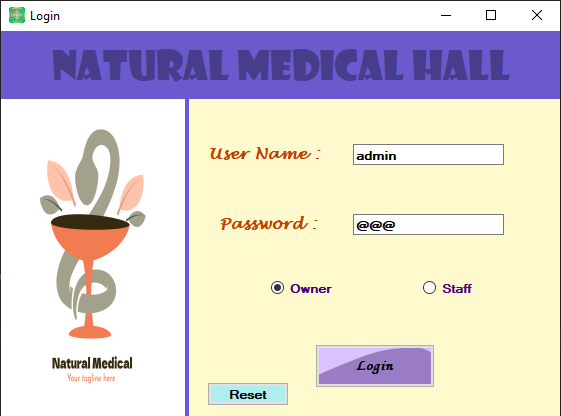 Login
NATURAL MEDICAL HALL
User Name :
admin
Password :
@@@
Owner
Staff
Login
Reset
Natural Medical
Your tagline here